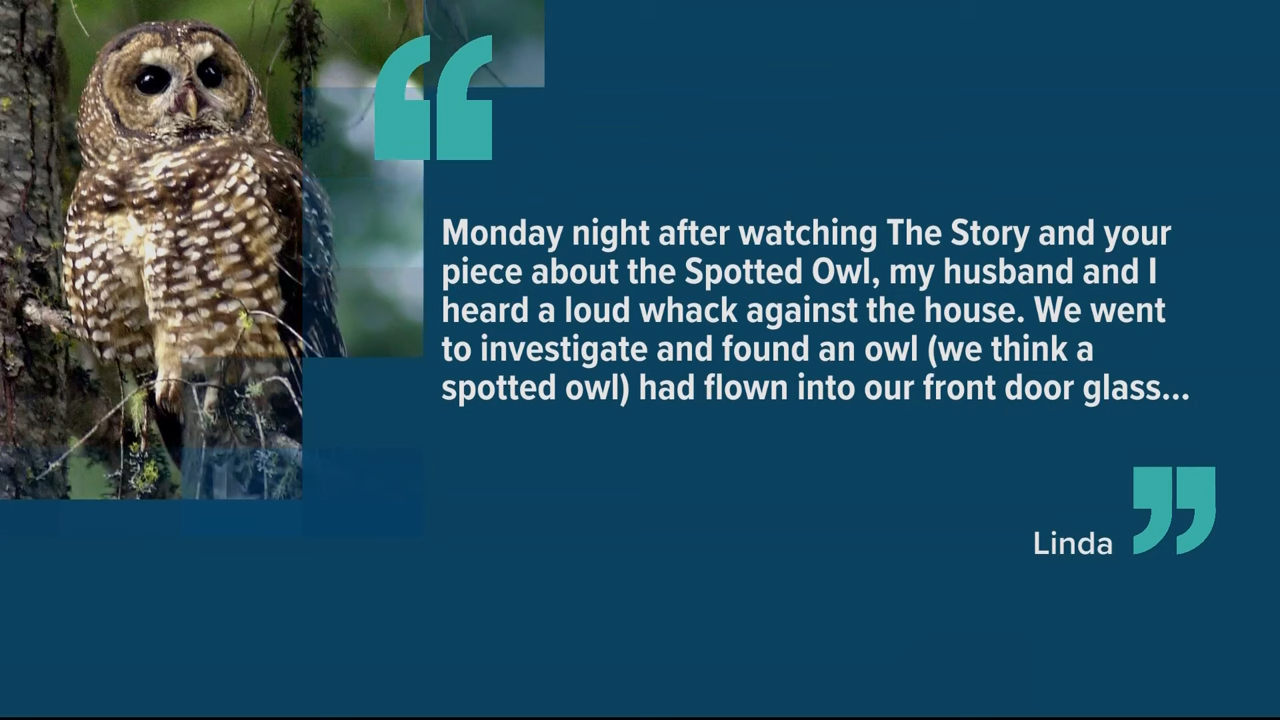 Monday night after watching The Story and your
piece about the Spotted Owl, my husband and I
heard a loud whack against the house. We went
to investigate and found an owl (we think a
spotted owl) had flown into our front door glass...
Linda